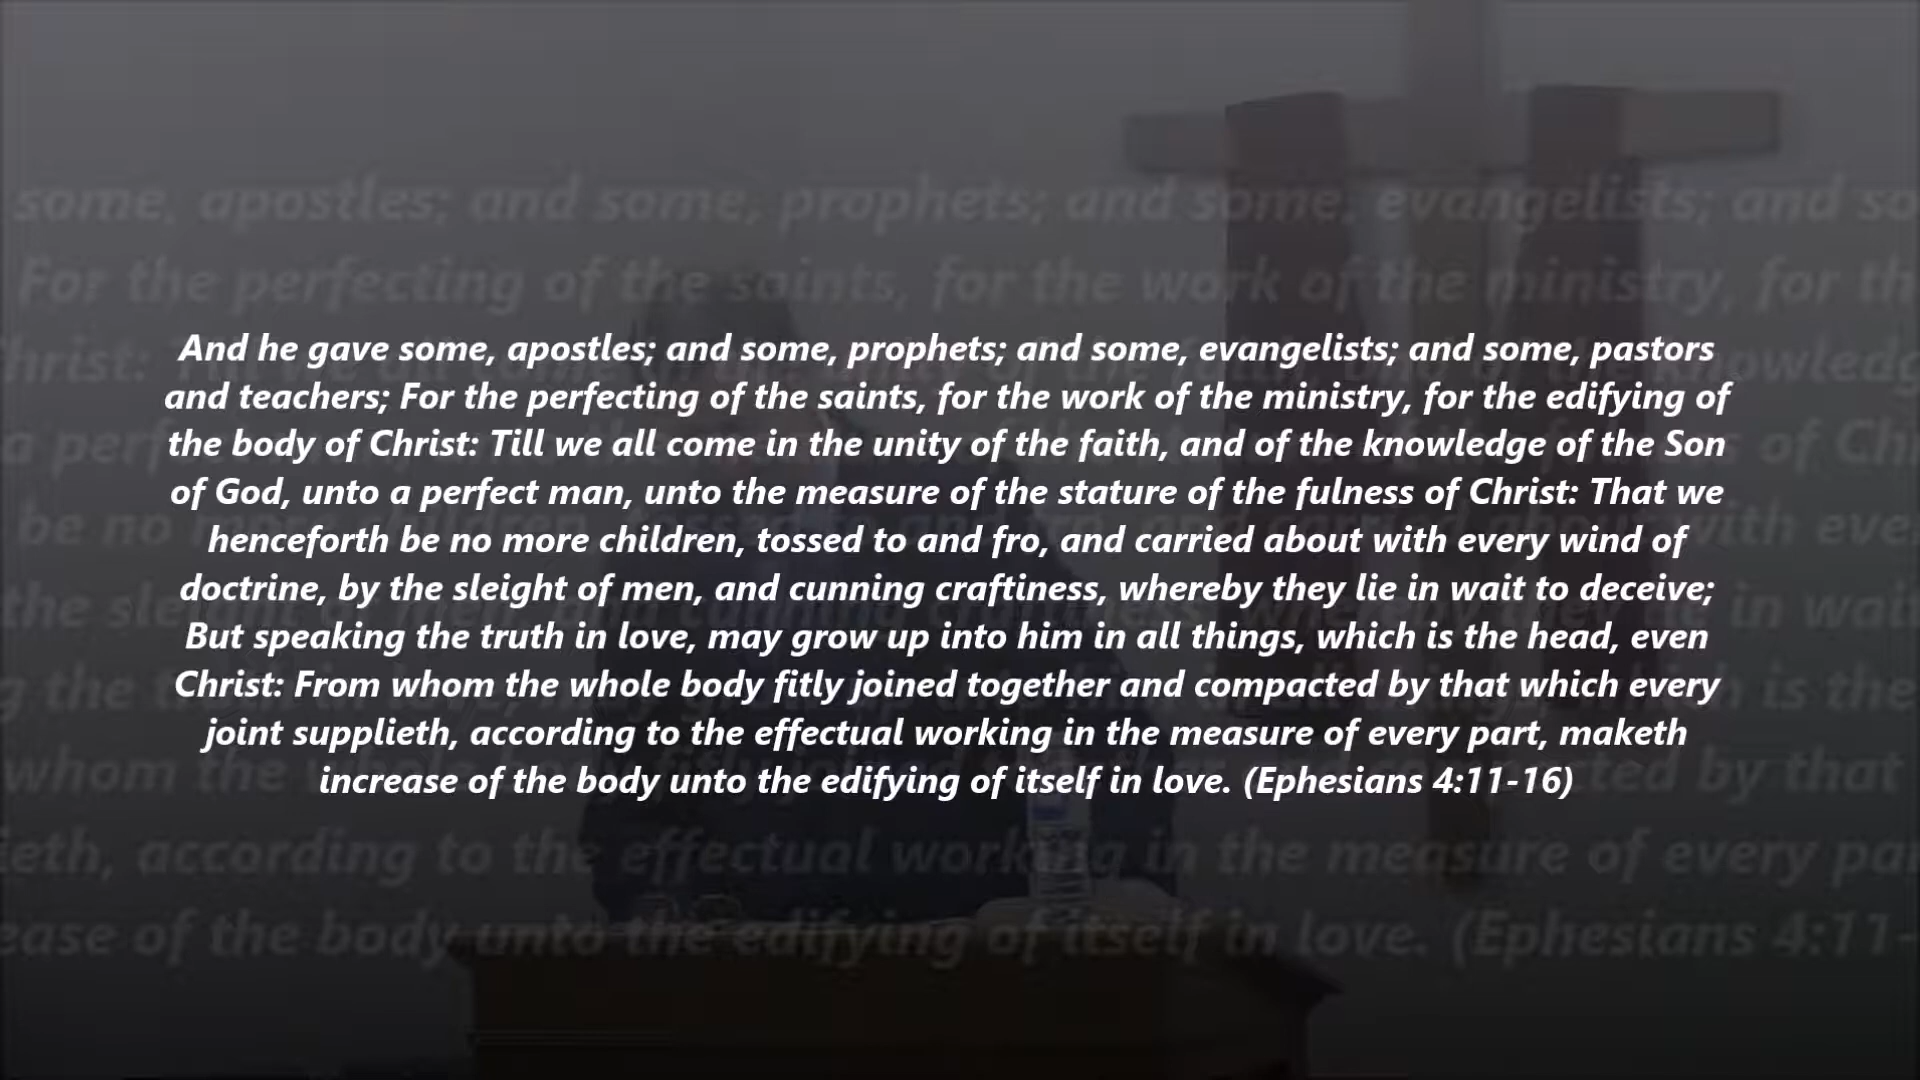 And he gave some, apostles; and some, prophets; and some, evangelists; and some, pastors
and teachers; For the perfecting of the saints, for the work of the ministry, for the edifying of
the body of Christ: Till we all come in the unity of the faith, and of the knowledge of the Son
of God, unto a perfect man, unto the measure of the stature of the fulness of Christ: That we
henceforth be no more children, tossed to and fro, and carried about with every wind of
doctrine, by the sleight of men, and cunning craftiness, whereby they lie in wait to deceive;
But speaking the truth in love, may grow up into him in all things, which is the head, even
Christ: From whom the whole body fitly joined together and compacted by that which every
joint supplieth, according to the effectual working in the measure of every part, maketh
increase of the body unto the edifying of itself in love. (Ephesians 4:11-16)